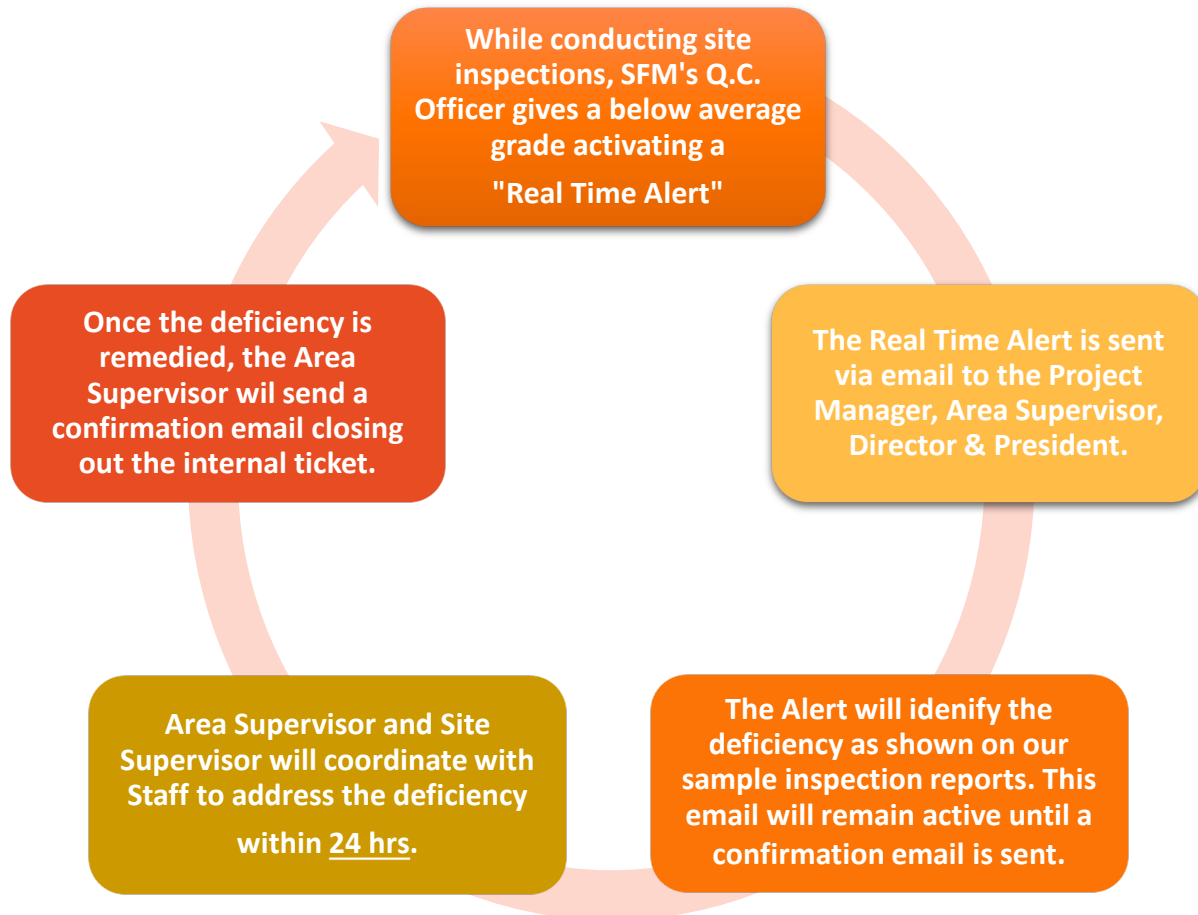 While conducting site
inspections, SFM's Q.C.
Officer gives a below average
grade activating a
"Real Time Alert"
The Real Time Alert is sent
via email to the Project
Manager, Area Supervisor,
Director & President.
The Alert will idenify the
deficiency as shown on our
sample inspection reports. This
email will remain active until a
confirmation email is sent.
Area Supervisor and Site
Supervisor will coordinate with
Staff to address the deficiency
within 24 hrs.
Once the deficiency is
remedied, the Area
Supervisor wil send a
confirmation email closing
out the internal ticket.